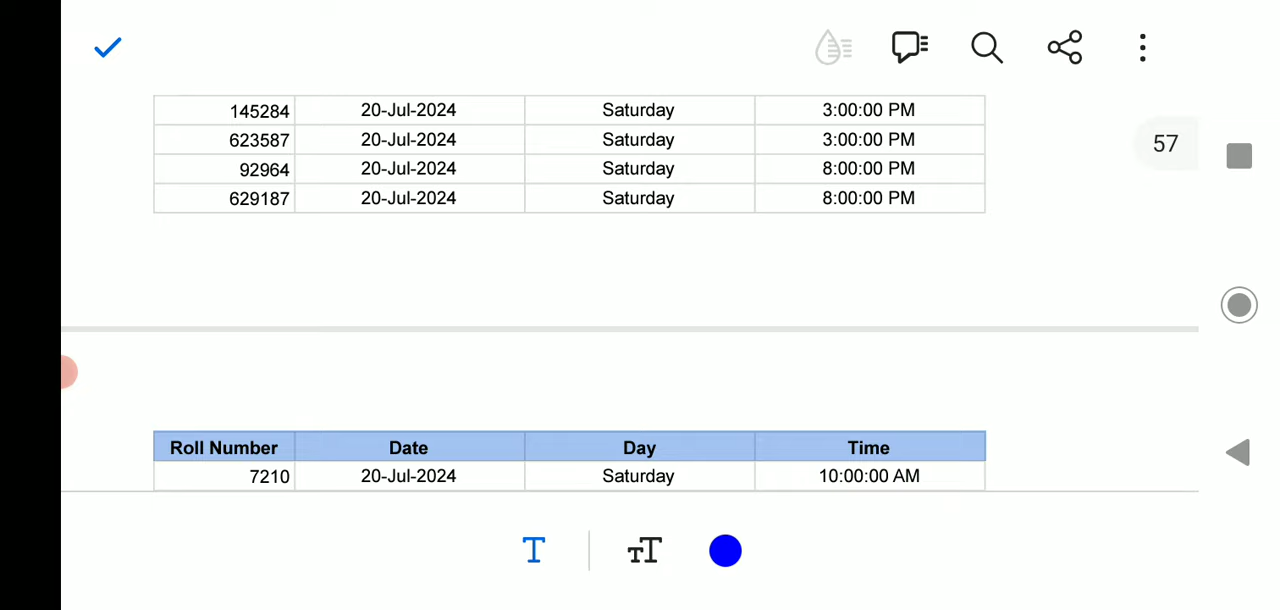 145284 20-Jul-2024 Saturday 3:00:00 PM
623587 20-Jul-2024 Saturday 3:00:00 PM
92964 20-Jul-2024 Saturday 8:00:00 PM
629187 20-Jul-2024 Saturday 8:00:00 PM
57
Roll Number Date Day Time
7210 20-Jul-2024 Saturday 10:00:00 AM
T TT